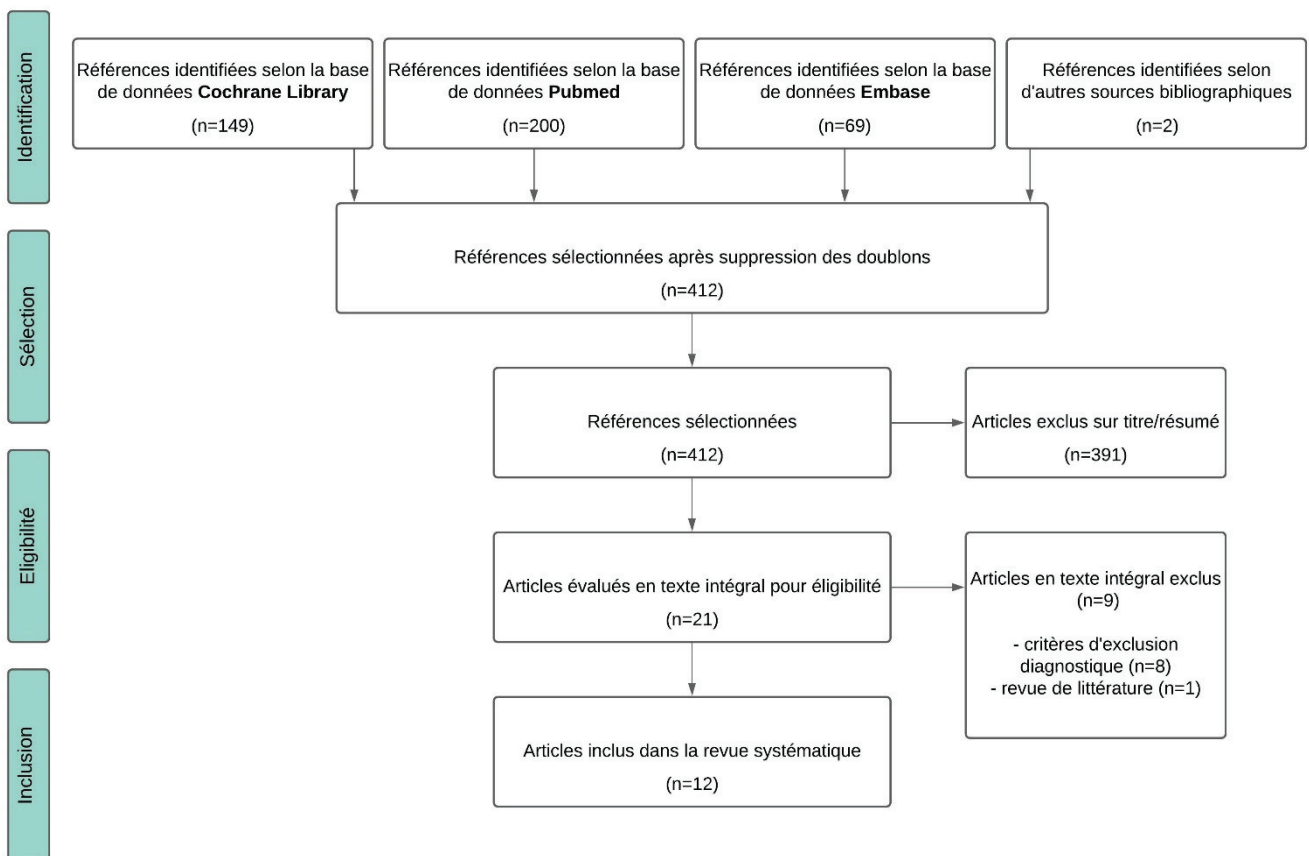 Identification
Références identifiées selon la base
de données Cochrane Library
(n=149)
Références identifiées selon la base
de données Pubmed
(n=200)
Références identifiées selon la base
de données Embase
(n=69)
Références identifiées selon
d'autres sources bibliographiques
(n=2)
Sélection
Références sélectionnées après suppression des doublons
(n=412)
Références sélectionnées
(n=412)
Articles exclus sur titre/résumé
(n=391)
Eligibilité
Articles évalués en texte intégral pour éligibilité
(n=21)
Articles en texte intégral exclus
(n=9)
- critères d'exclusion
diagnostique (n=8)
- revue de littérature (n=1)
Inclusion
Articles inclus dans la revue systématique
(n=12)